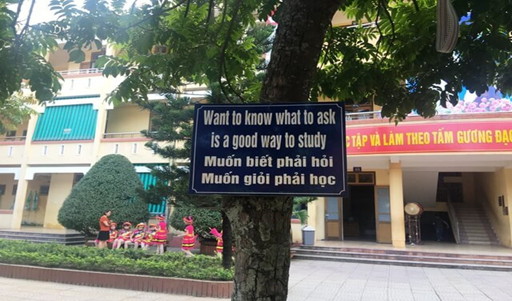 Want to know what to ask
is a good way to study
Muốn biết phải hỏi
Muốn giỏi phải học
TẬP VÀ LÀM THEO TẤM GƯƠNG ĐẠO